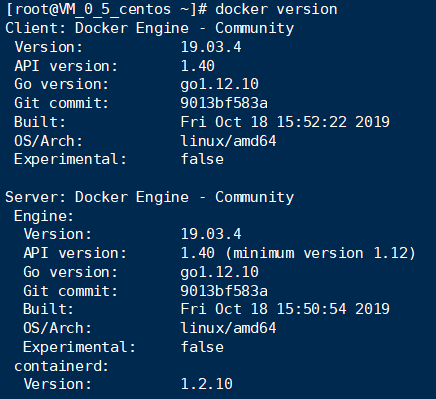 [root@VM_0_5_centos ~]# docker version
Client: Docker Engine - Community
 Version:           19.03.4
 API version:       1.40
 Go version:        go1.12.10
 Git commit:        9013bf583a
 Built:             Fri Oct 18 15:52:22 2019
 OS/Arch:           linux/amd64
 Experimental:      false

Server: Docker Engine - Community
 Engine:
  Version:          19.03.4
  API version:      1.40 (minimum version 1.12)
  Go version:       go1.12.10
  Git commit:       9013bf583a
  Built:            Fri Oct 18 15:50:54 2019
  OS/Arch:          linux/amd64
  Experimental:     false
 containerd:
  Version:          1.2.10